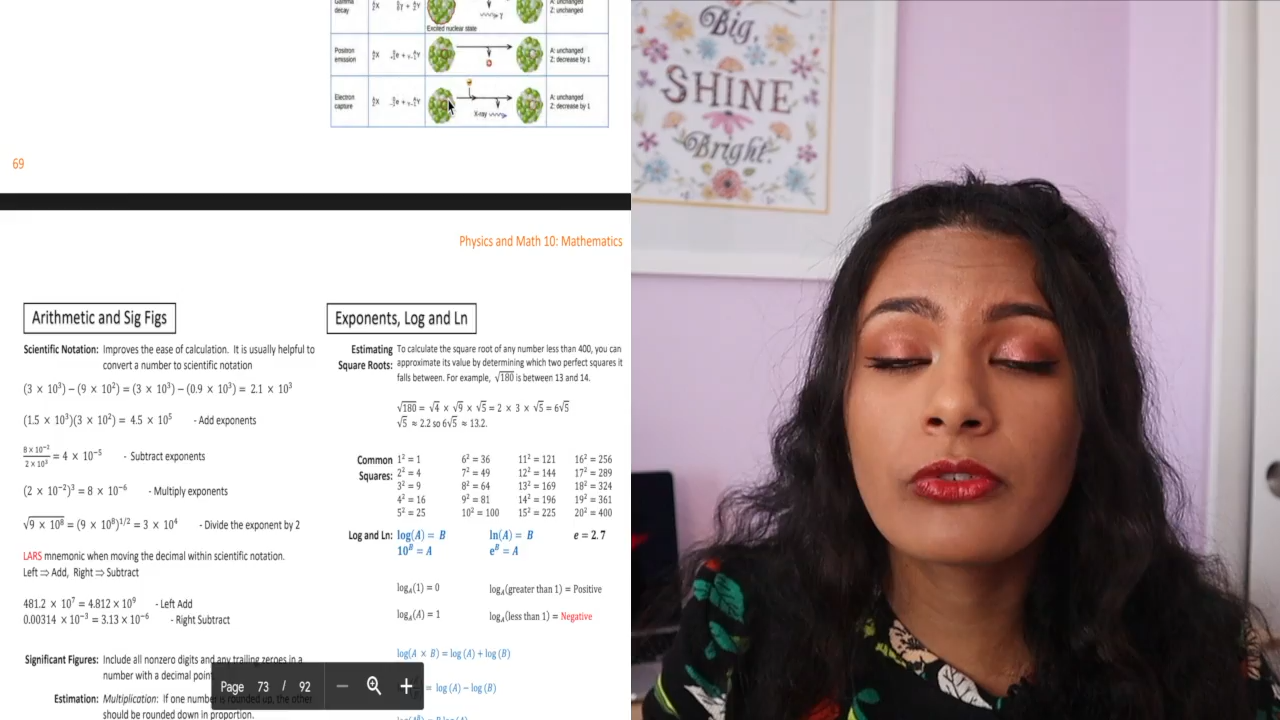 Gamma
decay
Excited nuclear state
A: unchanged
Z: unchanged
Positron
emission
A: unchanged
Z: decrease by 1
Electron
capture
X-ray
A: unchanged
Z: decrease by 1
69
Physics and Math 10: Mathematics
Arithmetic and Sig Figs
Scientific Notation: Improves the ease of calculation. It is usually helpful to
convert a number to scientific notation
(3 × 10³) − (9 × 10²) = (3 × 10³) − (0.9 × 10³) = 2.1 × 10³
(1.5 × 10³)(3 × 10²) = 4.5 × 10⁵ - Add exponents
= 4 × 10⁻⁵ - Subtract exponents
(2 × 10⁻²)³ = 8 × 10⁻⁶ - Multiply exponents
√9 × 10⁸ = (9 × 10⁸)¹/² = 3 × 10⁴ - Divide the exponent by 2
LARS mnemonic when moving the decimal within scientific notation.
Left ⇒ Add, Right ⇒ Subtract
481.2 × 10⁷ = 4.812 × 10⁹ - Left Add
0.00314 × 10⁻³ = 3.13 × 10⁻⁶ - Right Subtract
Significant Figures: Include all nonzero digits and any trailing zeroes in a
number with a decimal point
Estimation: Multiplication: If one number is rounded up, the other
should be rounded down in proportion.
Exponents, Log and Ln
Estimating Square Roots: To calculate the square root of any number less than 400, you can
approximate its value by determining which two perfect squares it
falls between. For example, √180 is between 13 and 14.
√180 = √4 × √9 × √5 = 2 × 3 × √5 = 6√5
√5 ≈ 2.2 so 6√5 ≈ 13.2.
Common Squares:
1² = 1 6² = 36 11² = 121 16² = 256
2² = 4 7² = 49 12² = 144 17² = 289
3² = 9 8² = 64 13² = 169 18² = 324
4² = 16 9² = 81 14² = 196 19² = 361
5² = 25 10² = 100 15² = 225 20² = 400
Log and Ln: log(A) = B ln(A) = B e = 2.7
10ᴮ = A eᴮ = A
log_A(1) = 0 log_A(greater than 1) = Positive
log_A(A) = 1 log_A(less than 1) = Negative
log(A × B) = log (A) + log (B)
= log (A) − log (B)
Page 73 / 92
Big,
SHINE
Bright.